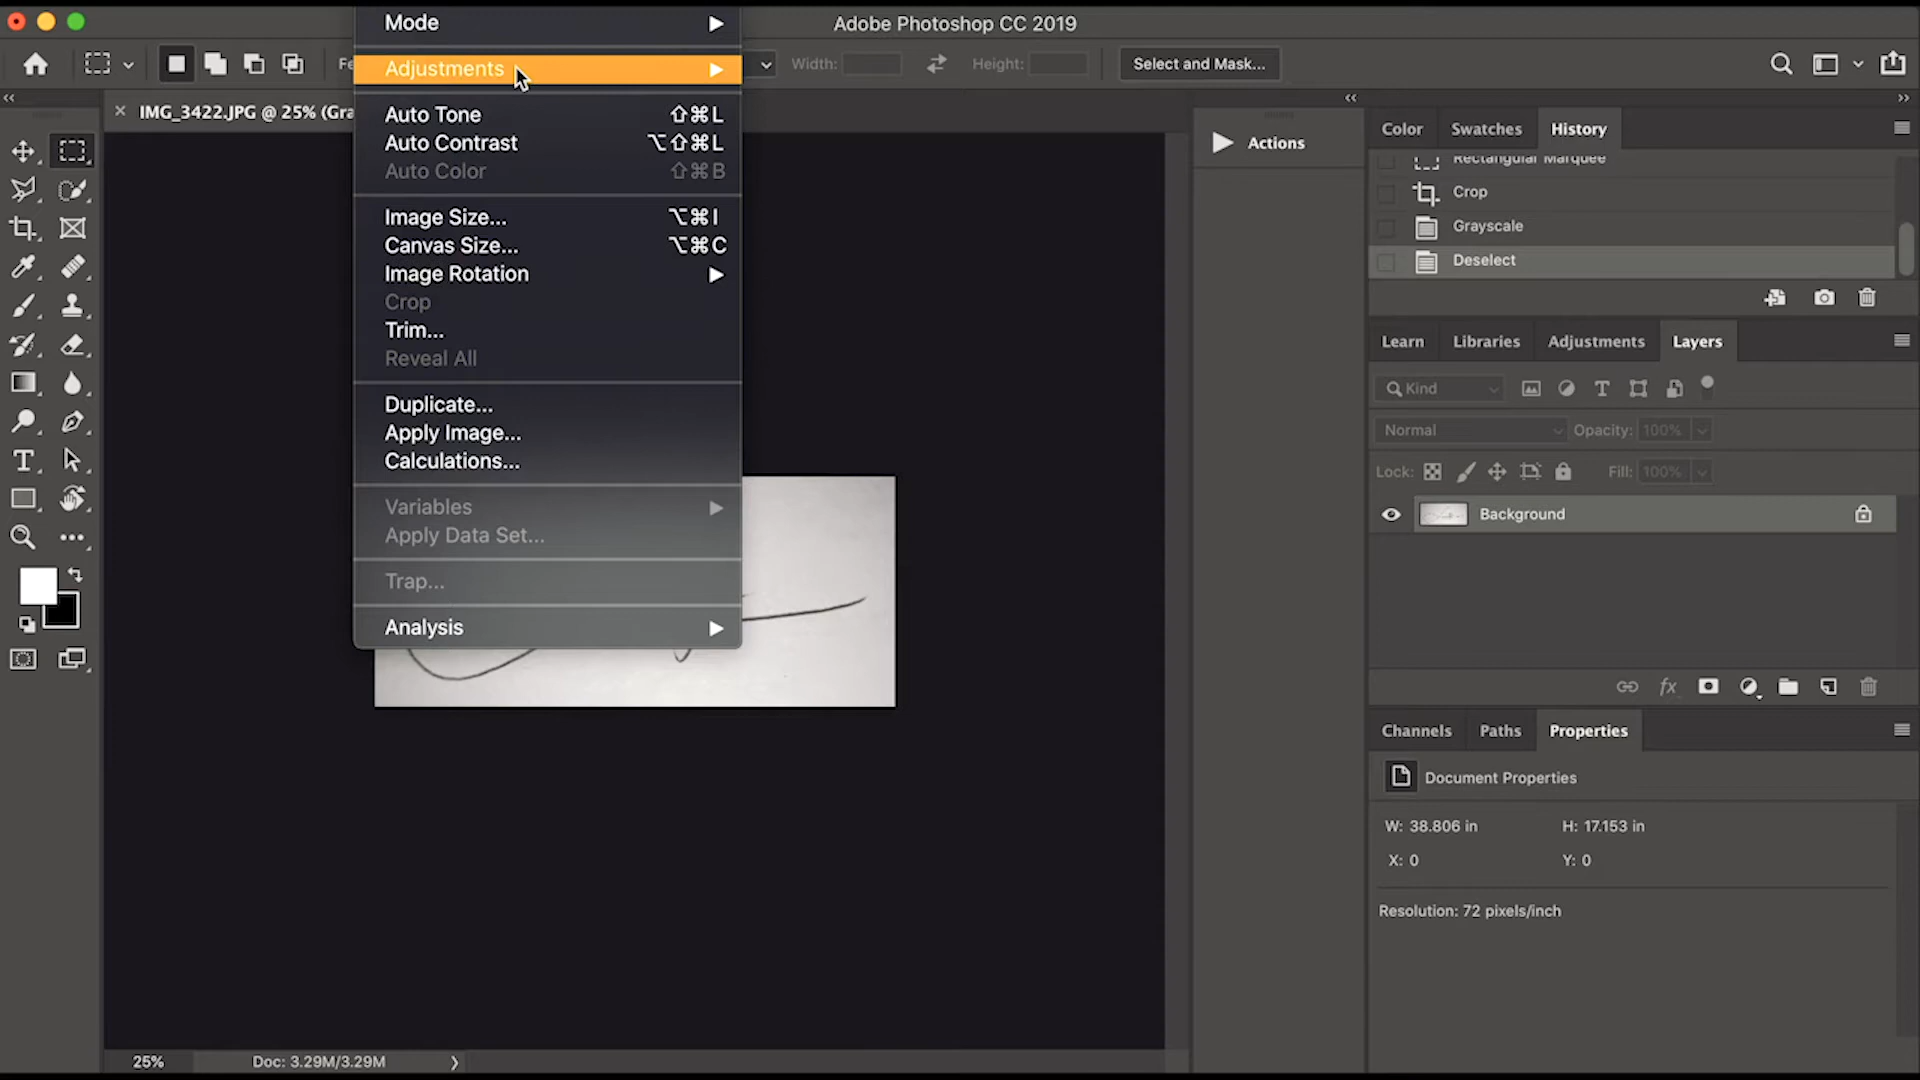 Mode
Adobe Photoshop CC 2019
Adjustments
Width:
Height:
Select and Mask...
IMG_3422.JPG @ 25% (Gra
Auto Tone ⇧⌘L
Auto Contrast ⌥⇧⌘L
Auto Color ⇧⌘B
Image Size... ⌥⌘I
Canvas Size... ⌥⌘C
Image Rotation
Crop
Trim...
Reveal All
Duplicate...
Apply Image...
Calculations...
Variables
Apply Data Set...
Trap...
Analysis
25%
Doc: 3.29M/3.29M
Actions
Color Swatches History
Rectangular Marquee
Crop
Grayscale
Deselect
Learn Libraries Adjustments Layers
Kind
Normal Opacity: 100%
Lock: Fill: 100%
Background
Channels Paths Properties
Document Properties
W: 38.806 in H: 17.153 in
X: 0 Y: 0
Resolution: 72 pixels/inch